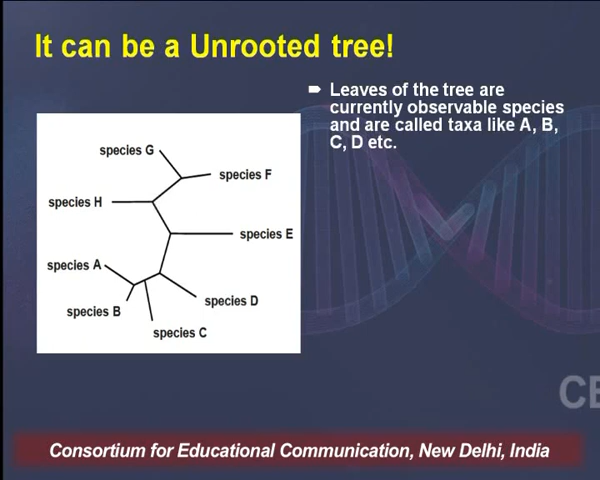 It can be a Unrooted tree!
Leaves of the tree are
currently observable species
and are called taxa like A, B,
C, D etc.
species G
species F
species H
species E
species A
species D
species B
species C
CE
Consortium for Educational Communication, New Delhi, India